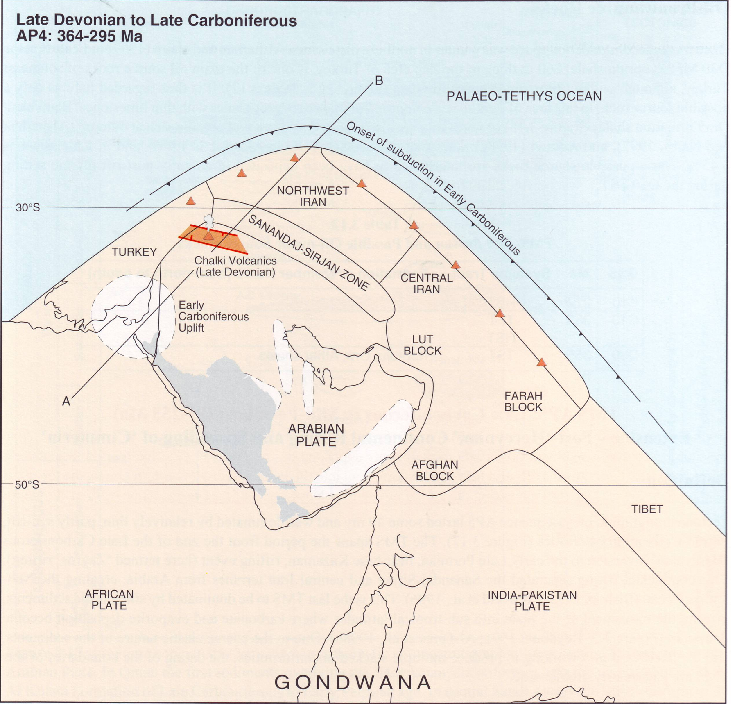 Late Devonian to Late Carboniferous
AP4: 364-295 Ma
B
PALAEO-TETHYS OCEAN
Onset of subduction in Early Carboniferous
NORTHWEST
IRAN
30°S
SANANDAJ-SIRJAN ZONE
TURKEY
Chalki Volcanics
(Late Devonian)
CENTRAL
IRAN
Early
Carboniferous
Uplift
LUT
BLOCK
A
FARAH
BLOCK
ARABIAN
PLATE
AFGHAN
BLOCK
50°S
TIBET
AFRICAN
PLATE
INDIA-PAKISTAN
PLATE
GONDWANA